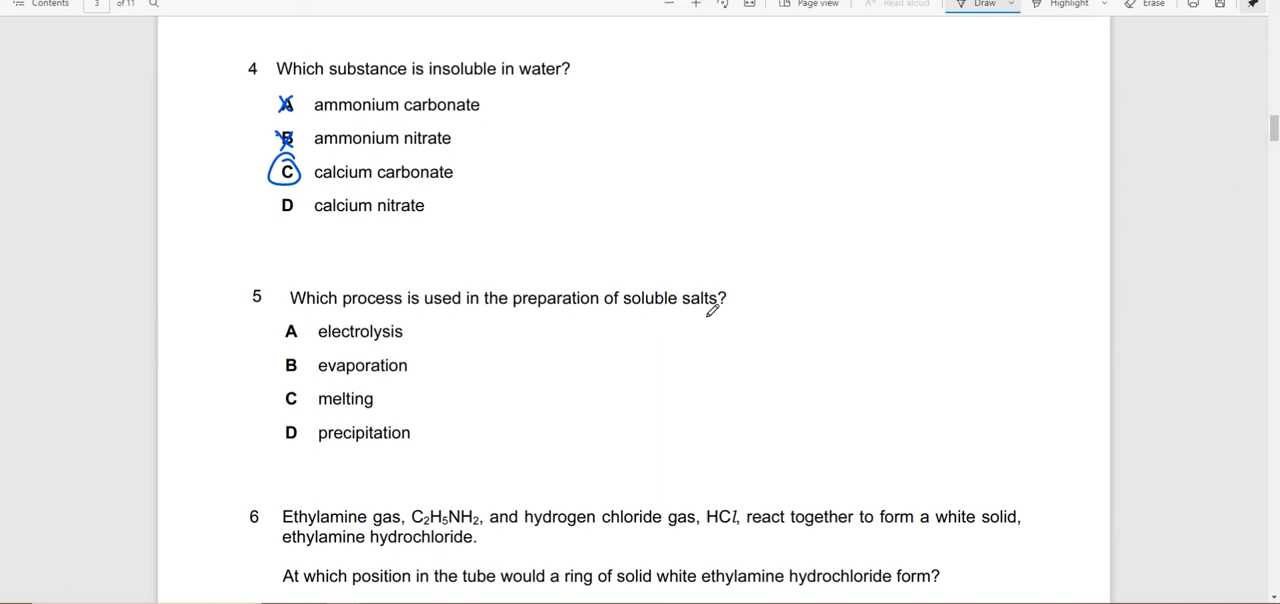 Contents 3 of 11 Page view Read aloud Draw Highlight Erase
4 Which substance is insoluble in water?
A ammonium carbonate
B ammonium nitrate
C calcium carbonate
D calcium nitrate
5 Which process is used in the preparation of soluble salts?
A electrolysis
B evaporation
C melting
D precipitation
6 Ethylamine gas, C₂H₅NH₂, and hydrogen chloride gas, HCl, react together to form a white solid,
ethylamine hydrochloride.
At which position in the tube would a ring of solid white ethylamine hydrochloride form?